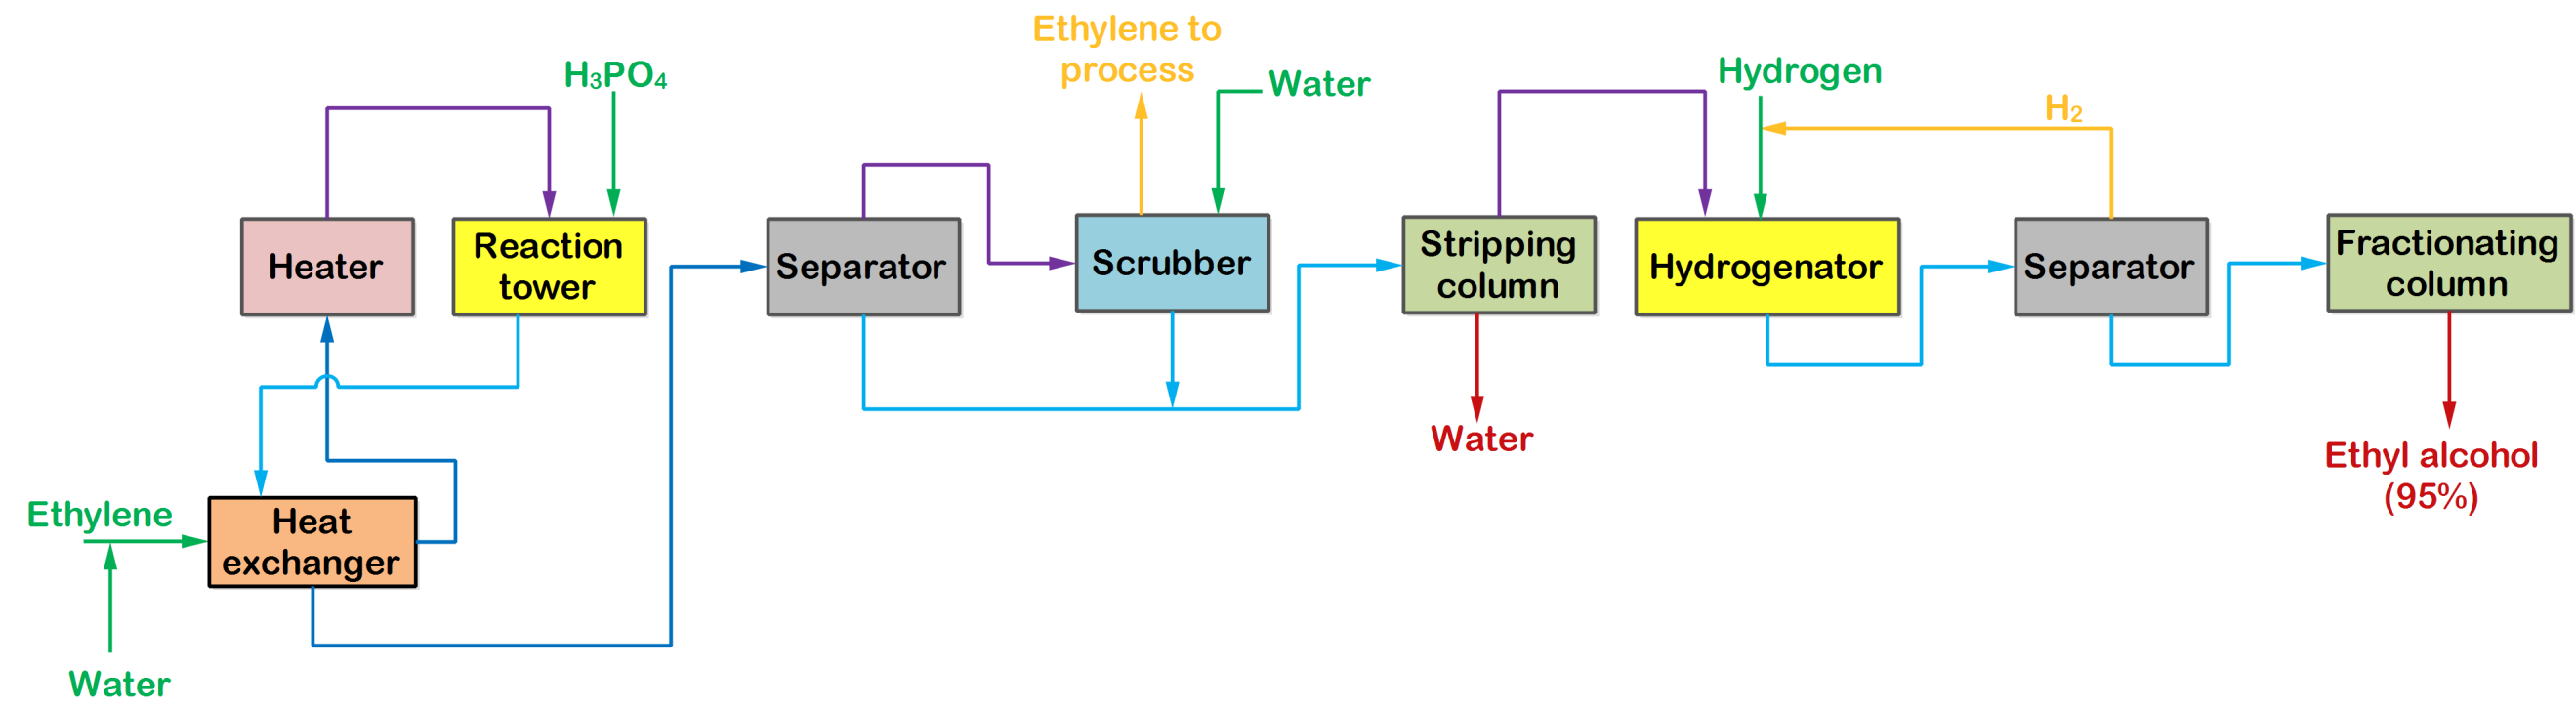 Ethylene to
process
H₃PO₄
Water
Hydrogen
H₂
Heater
Reaction
tower
Separator
Scrubber
Stripping
column
Hydrogenator
Separator
Fractionating
column
Water
Ethyl alcohol
(95%)
Ethylene
Heat
exchanger
Water